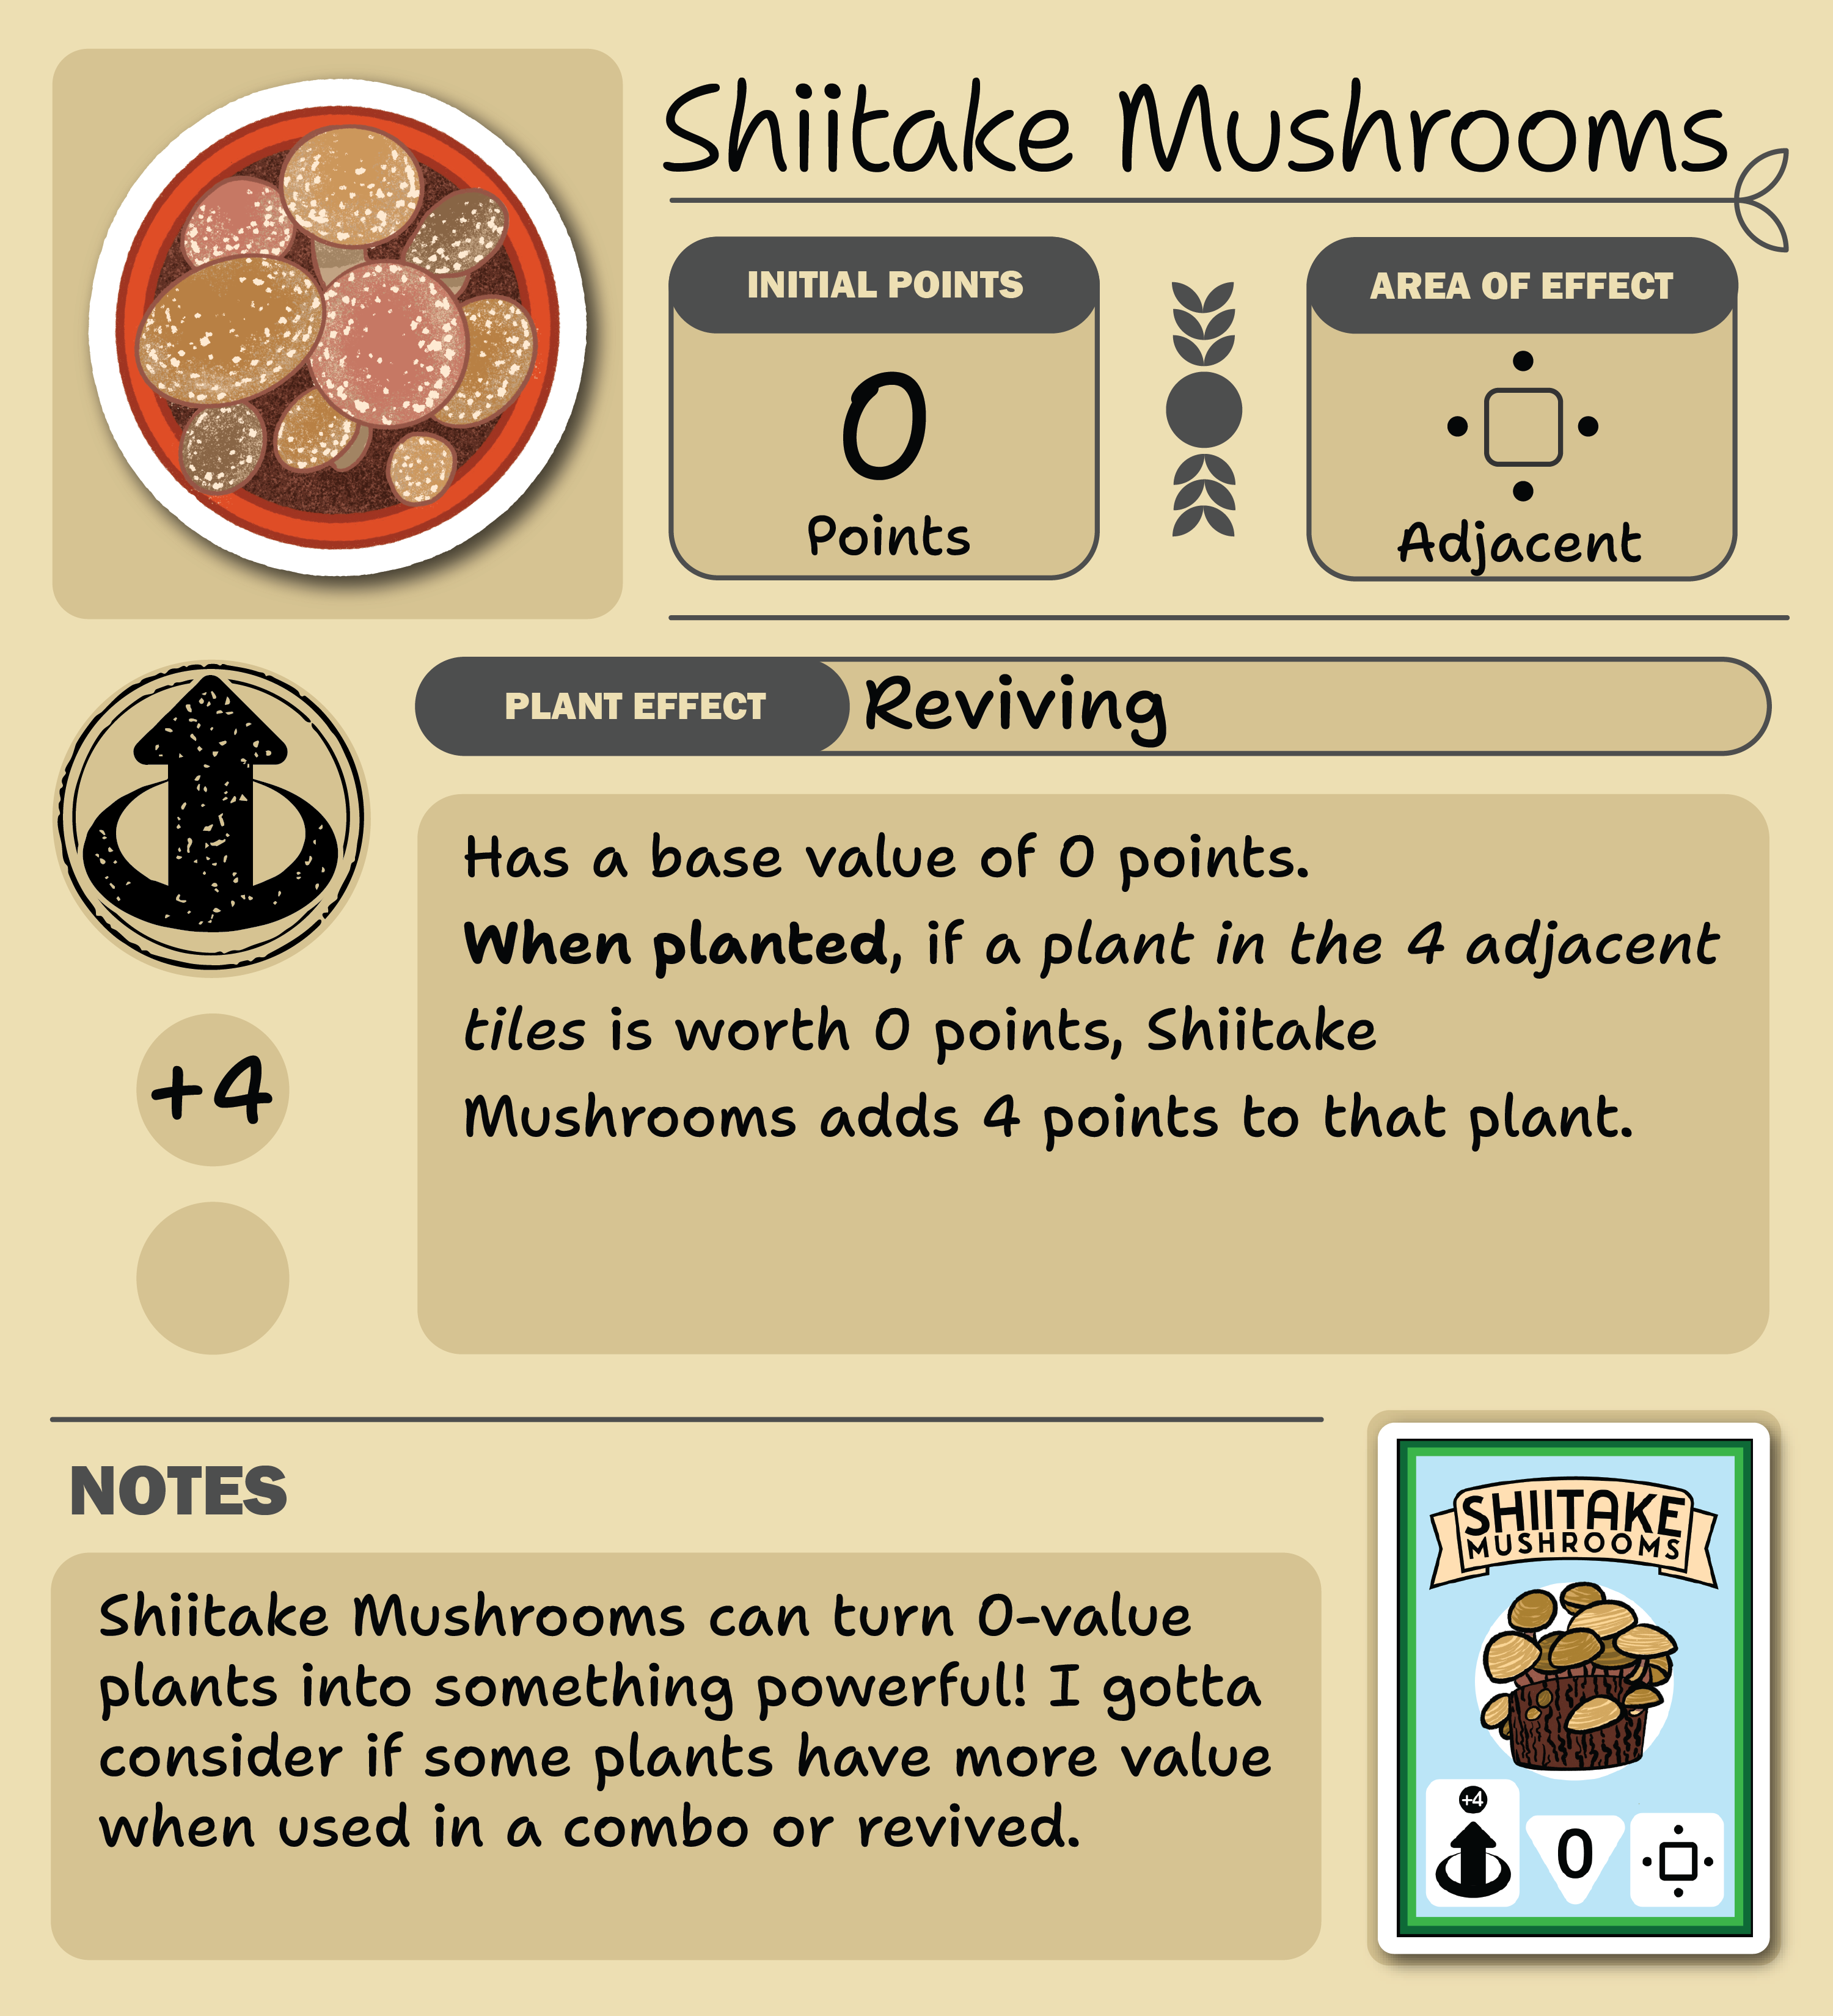 Shiitake Mushrooms
INITIAL POINTS
0
Points
AREA OF EFFECT
Adjacent
PLANT EFFECT
Reviving
Has a base value of 0 points.
When planted, if a plant in the 4 adjacent
tiles is worth 0 points, Shiitake
Mushrooms adds 4 points to that plant.
+4
NOTES
Shiitake Mushrooms can turn 0-value
plants into something powerful! I gotta
consider if some plants have more value
when used in a combo or revived.
SHIITAKE
MUSHROOMS
+4
0